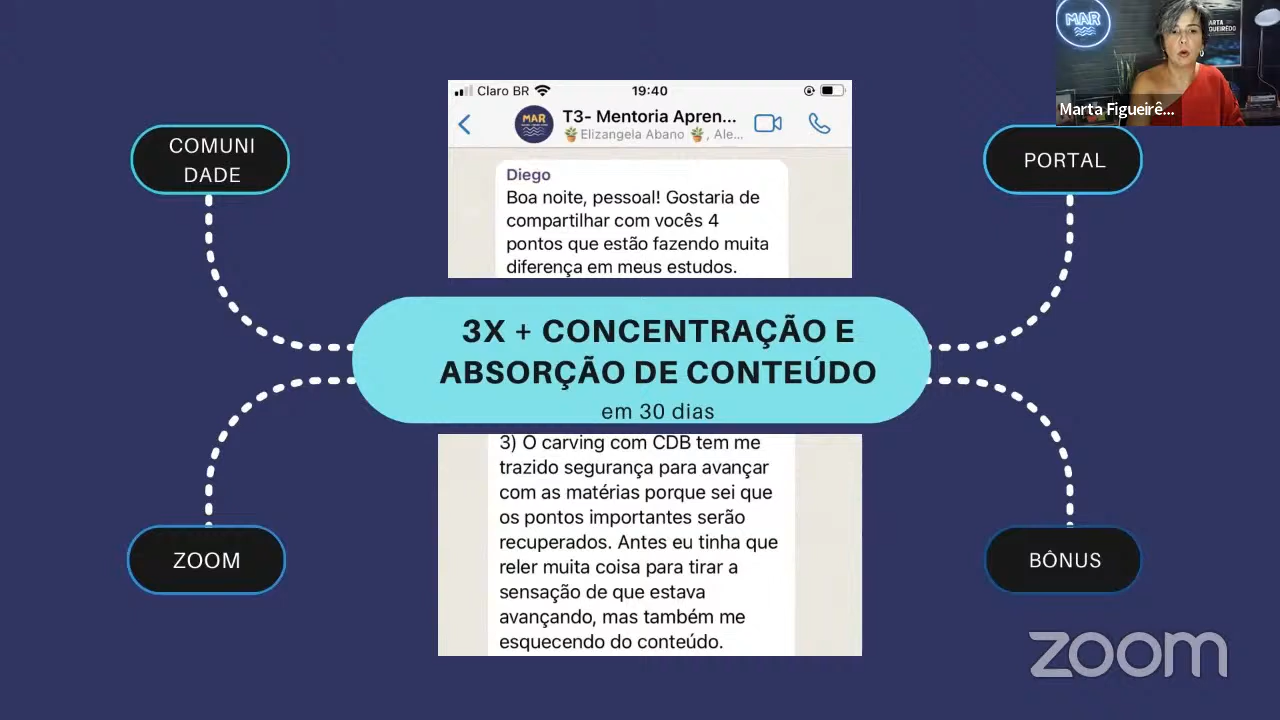 MAR
MARTA
FIGUEIRÊDO
Marta Figueirê...
COMUNI
DADE
PORTAL
Claro BR
19:40
MAR
T3- Mentoria Apren...
Elizangela Abano , Ale...
Diego
Boa noite, pessoal! Gostaria de
compartilhar com vocês 4
pontos que estão fazendo muita
diferença em meus estudos.
3X + CONCENTRAÇÃO E
ABSORÇÃO DE CONTEÚDO
em 30 dias
3) O carving com CDB tem me
trazido segurança para avançar
com as matérias porque sei que
os pontos importantes serão
recuperados. Antes eu tinha que
reler muita coisa para tirar a
sensação de que estava
avançando, mas também me
esquecendo do conteúdo.
ZOOM
BÔNUS
zoom